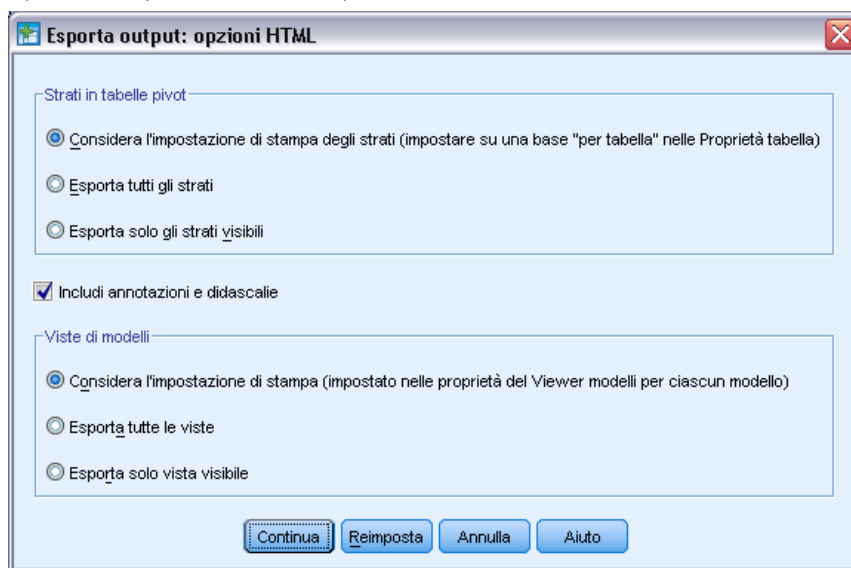 Esporta output: opzioni HTML
Strati in tabelle pivot
Considera l'impostazione di stampa degli strati (impostare su una base "per tabella" nelle Proprietà tabella)
Esporta tutti gli strati
Esporta solo gli strati visibili
Includi annotazioni e didascalie
Viste di modelli
Considera l'impostazione di stampa (impostato nelle proprietà del Viewer modelli per ciascun modello)
Esporta tutte le viste
Esporta solo vista visibile
Continua Reimposta Annulla Aiuto